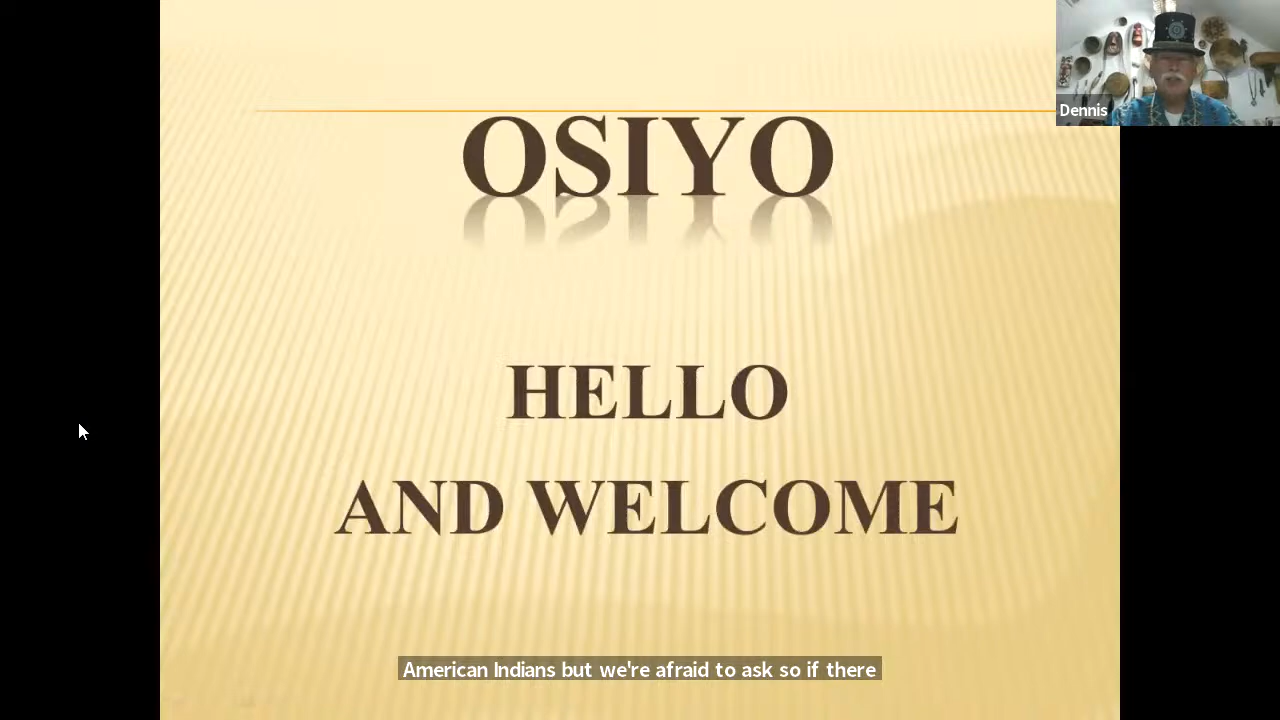 OSIYO
Dennis
HELLO
AND WELCOME
American Indians but we're afraid to ask so if there